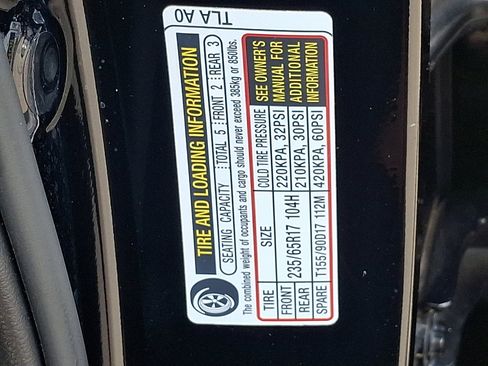 TLA A0
TIRE AND LOADING INFORMATION
SEATING CAPACITY TOTAL 5 FRONT 2 REAR 3
The combined weight of occupants and cargo should never exceed 385kg or 850lbs.
TIRE SIZE COLD TIRE PRESSURE
FRONT 235/65R17 104H 220KPA, 32PSI
REAR 210KPA, 30PSI
SPARE T155/90D17 112M 420KPA, 60PSI
SEE OWNER'S
MANUAL FOR
ADDITIONAL
INFORMATION